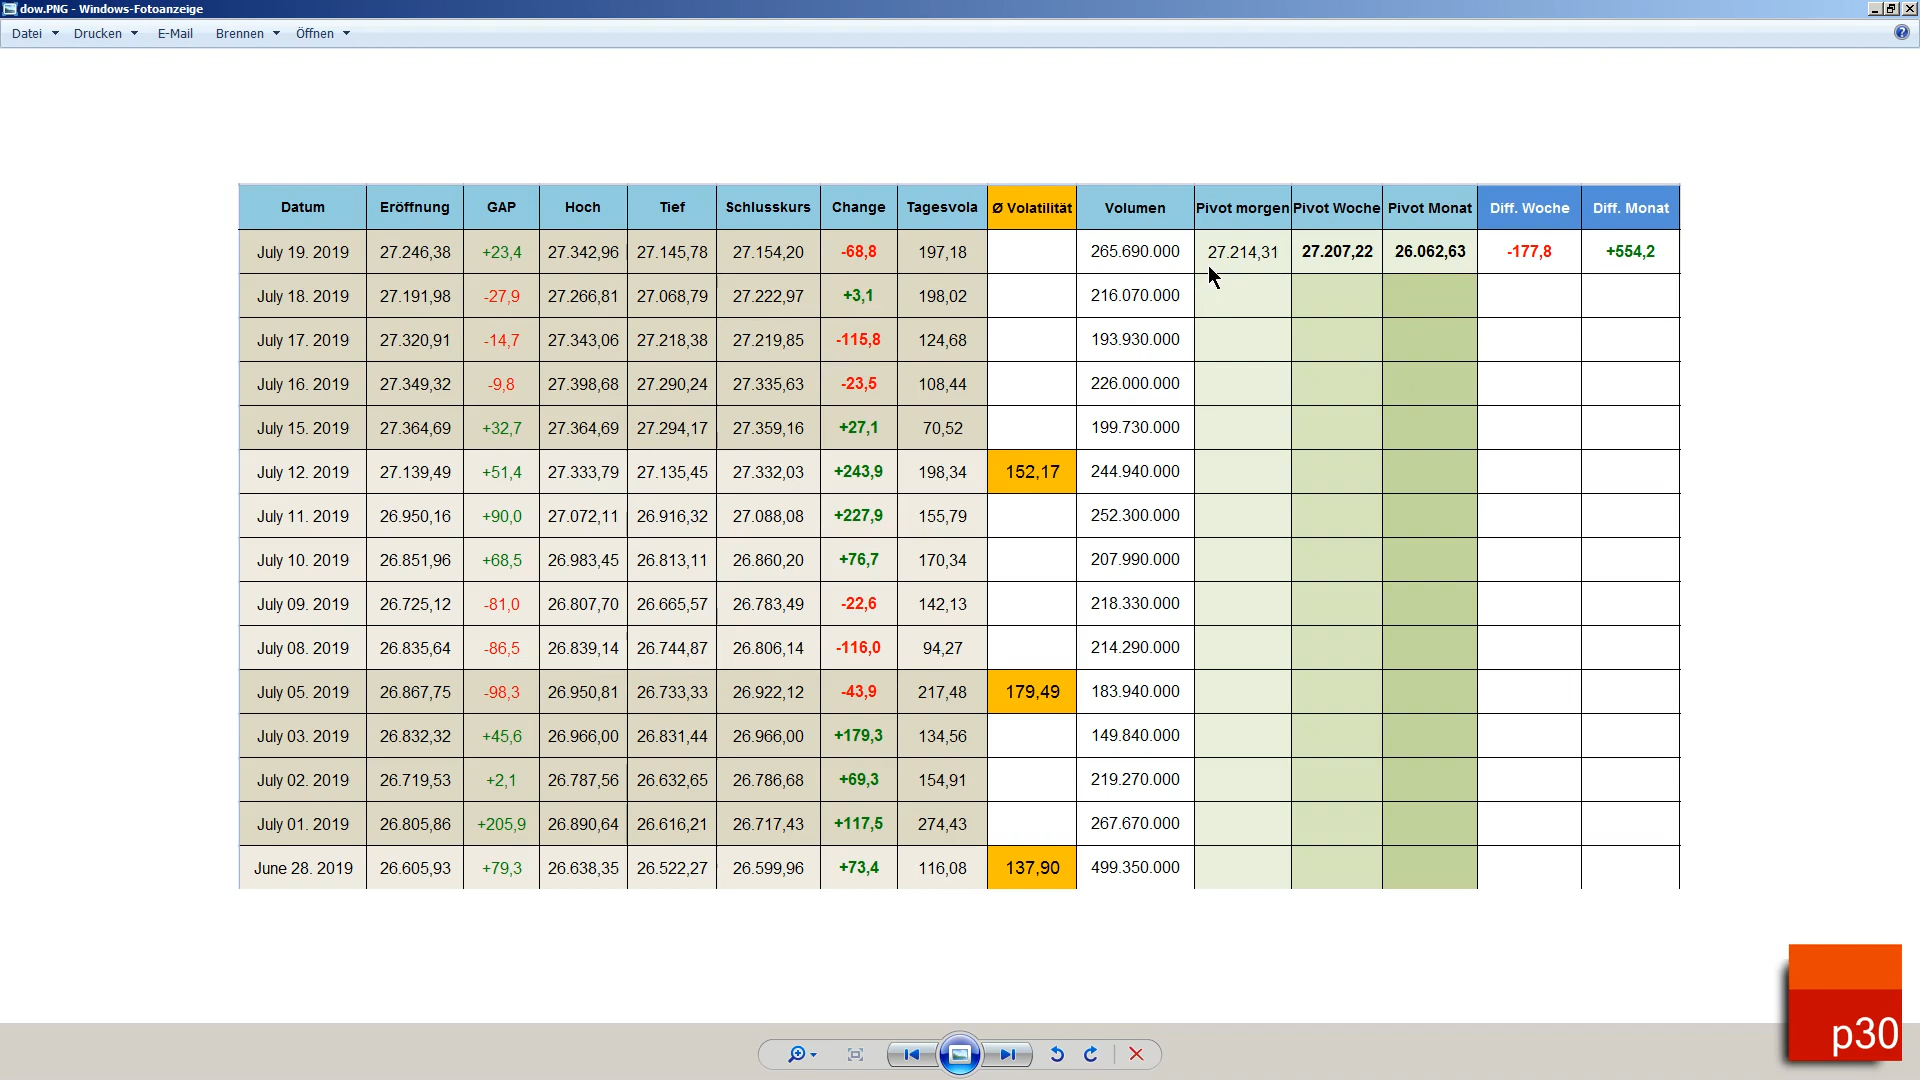 dow.PNG - Windows-Fotoanzeige
Datei Drucken E-Mail Brennen Öffnen
Datum Eröffnung GAP Hoch Tief Schlusskurs Change Tagesvola Ø Volatilität Volumen Pivot morgen Pivot Woche Pivot Monat Diff. Woche Diff. Monat
July 19. 2019 27.246,38 +23,4 27.342,96 27.145,78 27.154,20 -68,8 197,18 265.690.000 27.214,31 27.207,22 26.062,63 -177,8 +554,2
July 18. 2019 27.191,98 -27,9 27.266,81 27.068,79 27.222,97 +3,1 198,02 216.070.000
July 17. 2019 27.320,91 -14,7 27.343,06 27.218,38 27.219,85 -115,8 124,68 193.930.000
July 16. 2019 27.349,32 -9,8 27.398,68 27.290,24 27.335,63 -23,5 108,44 226.000.000
July 15. 2019 27.364,69 +32,7 27.364,69 27.294,17 27.359,16 +27,1 70,52 199.730.000
July 12. 2019 27.139,49 +51,4 27.333,79 27.135,45 27.332,03 +243,9 198,34 152,17 244.940.000
July 11. 2019 26.950,16 +90,0 27.072,11 26.916,32 27.088,08 +227,9 155,79 252.300.000
July 10. 2019 26.851,96 +68,5 26.983,45 26.813,11 26.860,20 +76,7 170,34 207.990.000
July 09. 2019 26.725,12 -81,0 26.807,70 26.665,57 26.783,49 -22,6 142,13 218.330.000
July 08. 2019 26.835,64 -86,5 26.839,14 26.744,87 26.806,14 -116,0 94,27 214.290.000
July 05. 2019 26.867,75 -98,3 26.950,81 26.733,33 26.922,12 -43,9 217,48 179,49 183.940.000
July 03. 2019 26.832,32 +45,6 26.966,00 26.831,44 26.966,00 +179,3 134,56 149.840.000
July 02. 2019 26.719,53 +2,1 26.787,56 26.632,65 26.786,68 +69,3 154,91 219.270.000
July 01. 2019 26.805,86 +205,9 26.890,64 26.616,21 26.717,43 +117,5 274,43 267.670.000
June 28. 2019 26.605,93 +79,3 26.638,35 26.522,27 26.599,96 +73,4 116,08 137,90 499.350.000
p30